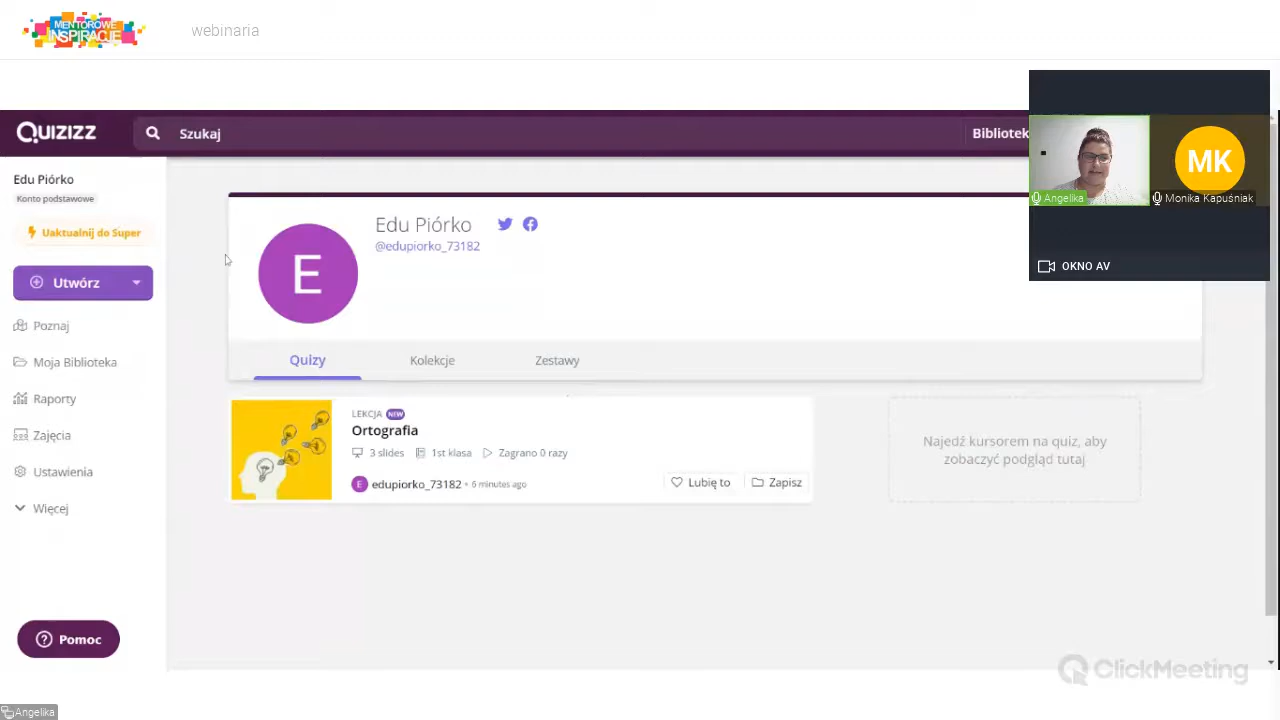 MENTOROWE
INSPIRACJE
webinaria
QUIZIZZ
Szukaj
Bibliotek
Edu Piórko
Konto podstawowe
Uaktualnij do Super
Utwórz
Poznaj
Moja Biblioteka
Raporty
Zajęcia
Ustawienia
Więcej
Pomoc
E
Edu Piórko
@edupiorko_73182
Quizy
Kolekcje
Zestawy
LEKCJA NEW
Ortografia
3 slides 1st klasa Zagrano 0 razy
E edupiorko_73182 • 6 minutes ago
Lubię to
Zapisz
Najedź kursorem na quiz, aby
zobaczyć podgląd tutaj
MK
Angelika
Monika Kapuśniak
OKNO AV
ClickMeeting
Angelika